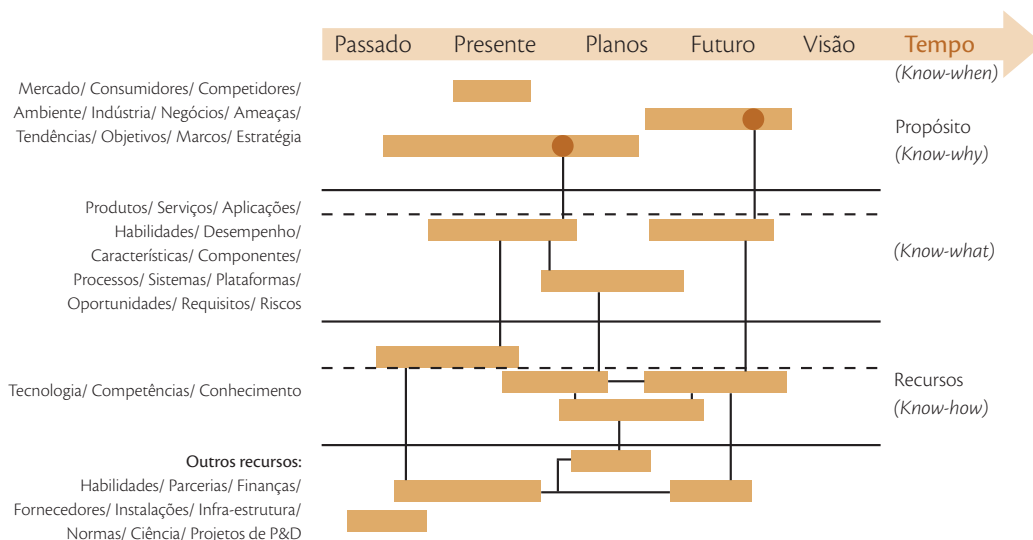 Passado Presente Planos Futuro Visão Tempo
(Know-when)
Mercado/ Consumidores/ Competidores/
Ambiente/ Indústria/ Negócios/ Ameaças/
Tendências/ Objetivos/ Marcos/ Estratégia
Propósito
(Know-why)
Produtos/ Serviços/ Aplicações/
Habilidades/ Desempenho/
Características/ Componentes/
Processos/ Sistemas/ Plataformas/
Oportunidades/ Requisitos/ Riscos
(Know-what)
Tecnologia/ Competências/ Conhecimento
Recursos
(Know-how)
Outros recursos:
Habilidades/ Parcerias/ Finanças/
Fornecedores/ Instalações/ Infra-estrutura/
Normas/ Ciência/ Projetos de P&D